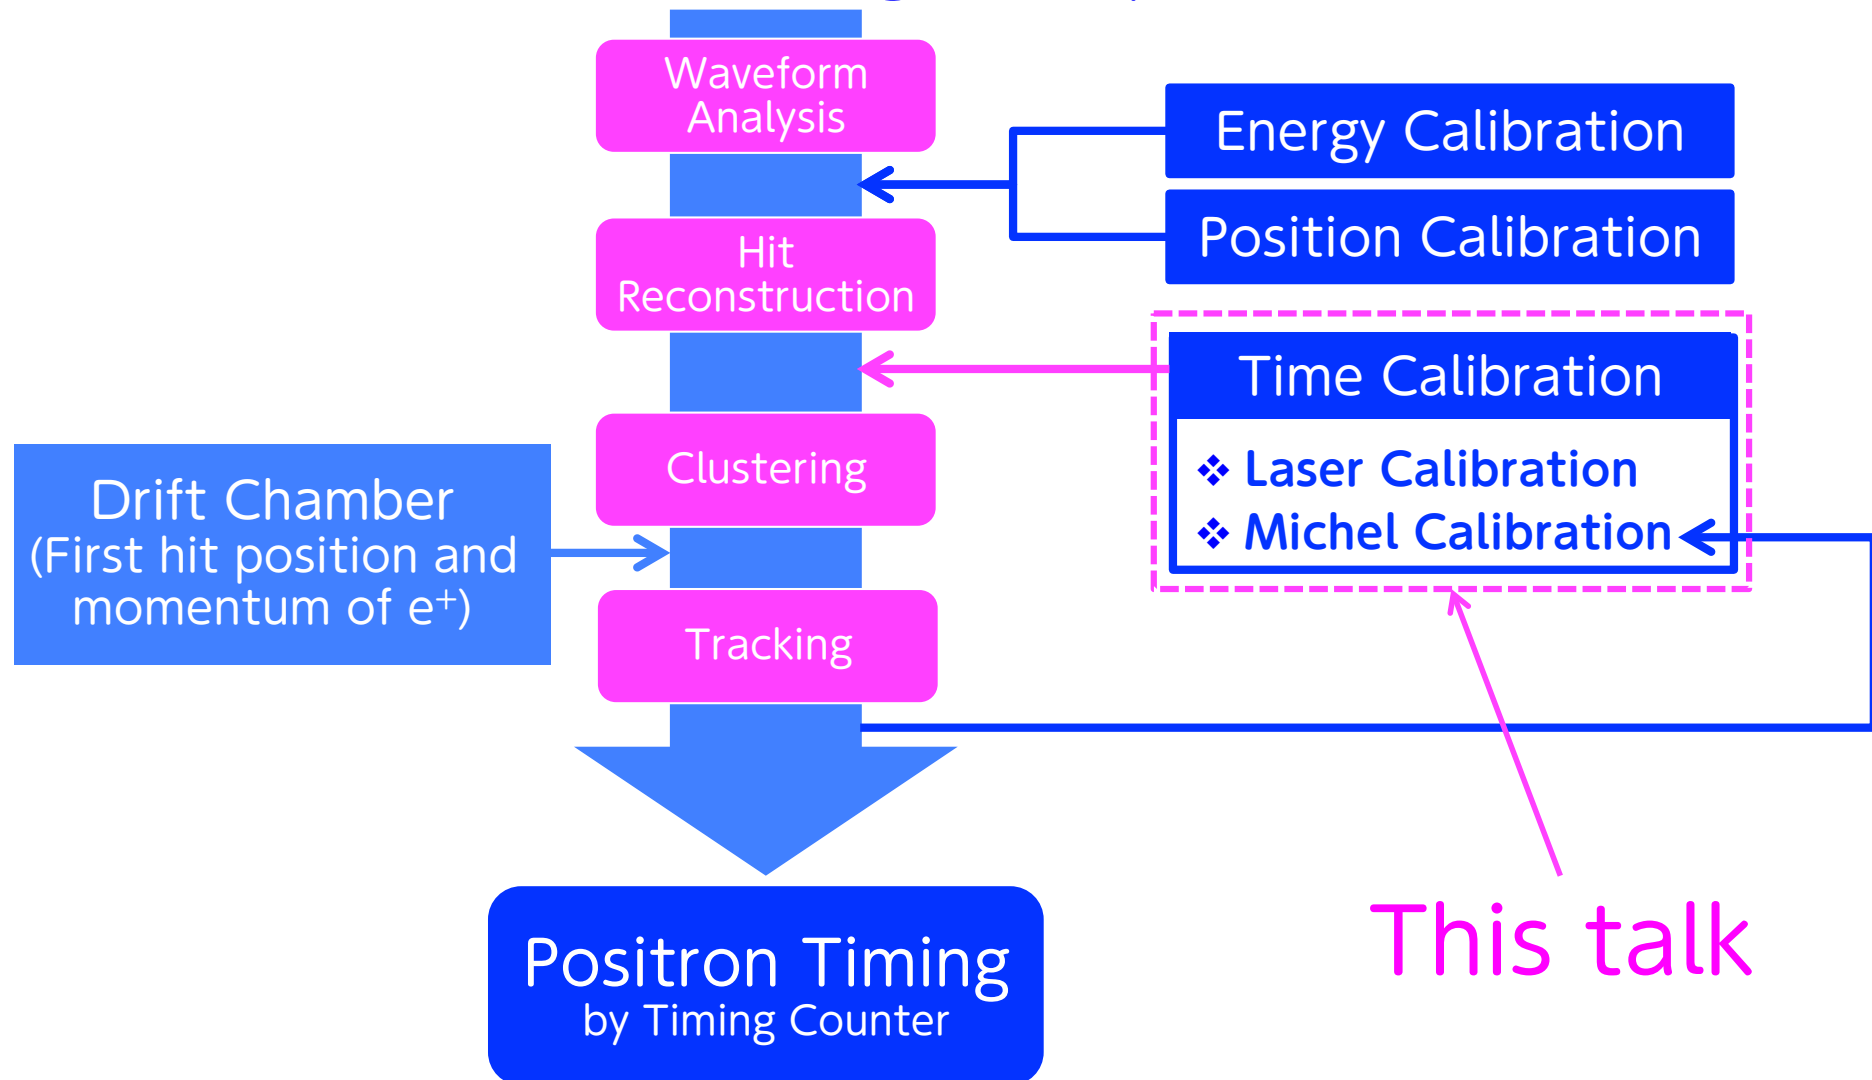 Waveform
Analysis
Energy Calibration
Position Calibration
Hit
Reconstruction
Time Calibration
❖ Laser Calibration
❖ Michel Calibration
Clustering
Drift Chamber
(First hit position and
momentum of e⁺)
Tracking
This talk
Positron Timing
by Timing Counter